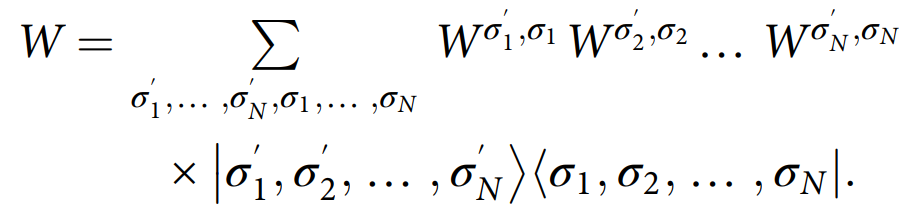 W = ∑_{σ′_1,… ,σ′_N,σ_1,… ,σ_N} W^{σ′_1,σ_1} W^{σ′_2,σ_2} … W^{σ′_N,σ_N}
× |σ′_1, σ′_2, … , σ′_N⟩⟨σ_1, σ_2, … , σ_N|.